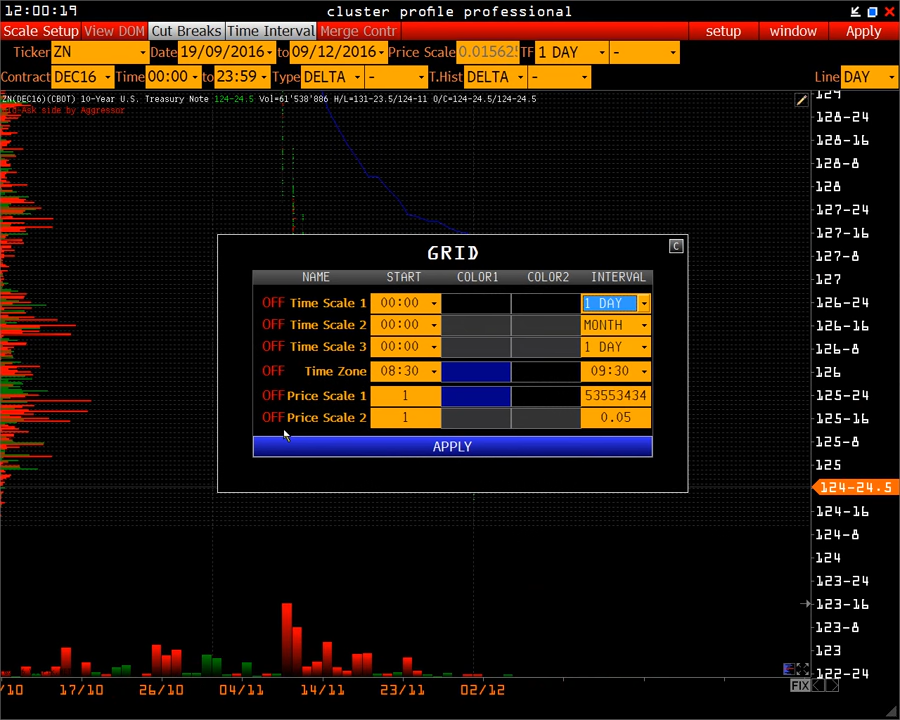 12:00:19 cluster profile professional
Scale Setup View DOM Cut Breaks Time Interval Merge Contr setup window Apply
Ticker ZN Date 19/09/2016 to 09/12/2016 Price Scale 0.01562 TF 1 DAY -
Contract DEC16 Time 00:00 to 23:59 Type DELTA - T.Hist DELTA - Line DAY
ZN(DEC16)(CBOT) 10-Year U.S. Treasury Note 124-24.5 Vol=61'538'886 H/L=131-23.5/124-11 O/C=124-24.5/124-24.5
-Ask side by Aggressor
129
128-24
128-16
128-8
128
127-24
127-16
127-8
127
126-24
126-16
126-8
126
125-24
125-16
125-8
125
124-24.5
124-16
124-8
124
123-24
123-16
123-8
123
122-24
GRID C
NAME START COLOR1 COLOR2 INTERVAL
OFF Time Scale 1 00:00 1 DAY
OFF Time Scale 2 00:00 MONTH
OFF Time Scale 3 00:00 1 DAY
OFF Time Zone 08:30 09:30
OFF Price Scale 1 1 53553434
OFF Price Scale 2 1 0.05
APPLY
FIX
/10 17/10 26/10 04/11 14/11 23/11 02/12